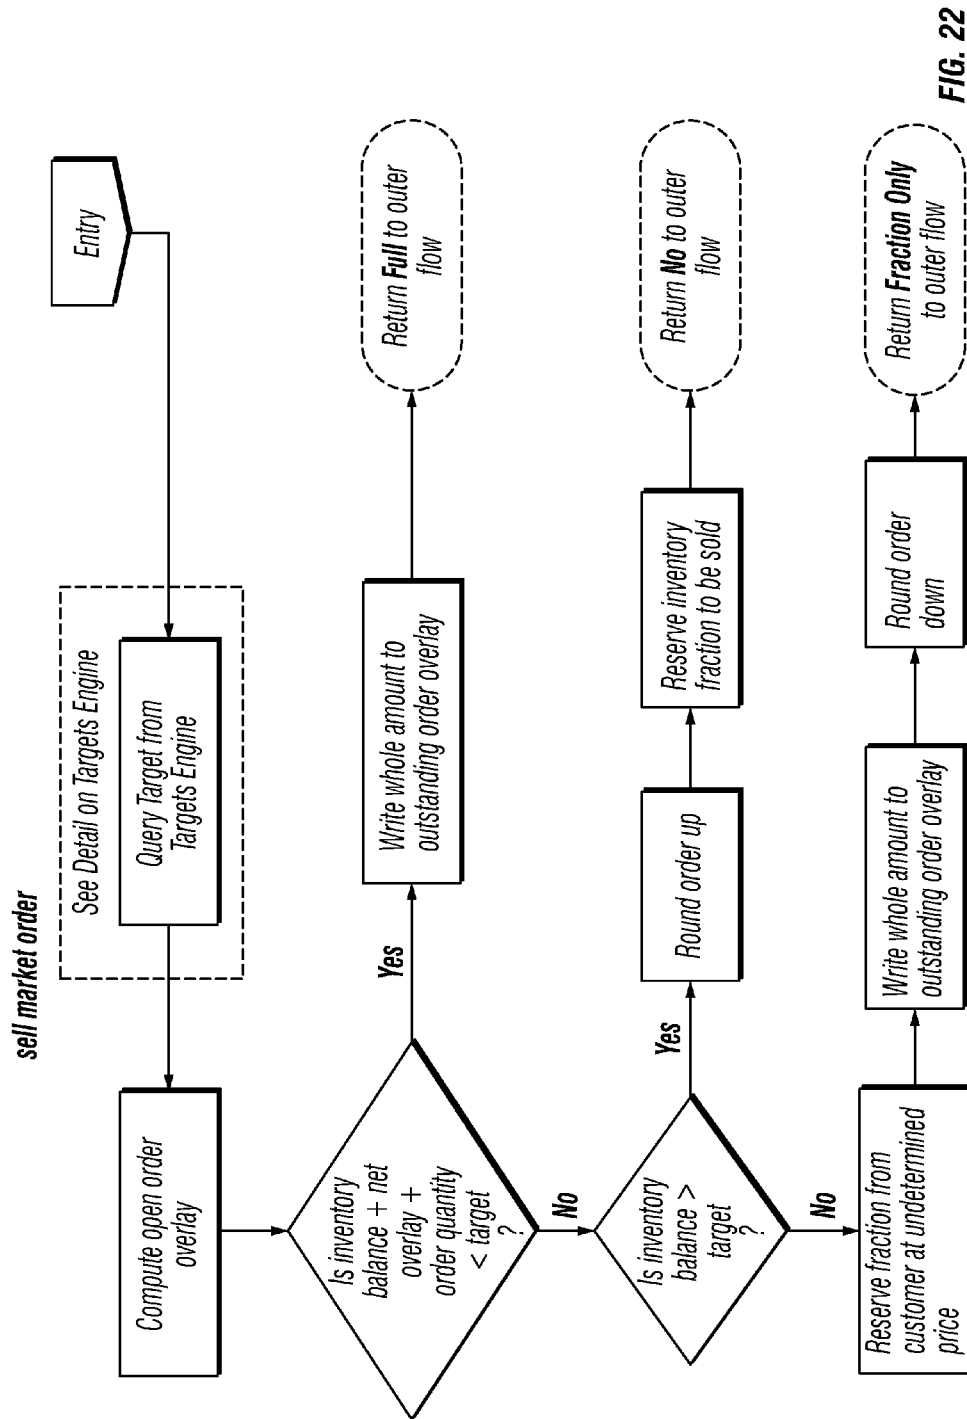 sell market order
Entry
See Detail on Targets Engine
Query Target from
Targets Engine
Compute open order
overlay
Is inventory
balance + net
overlay +
order quantity
< target
?
Yes
Write whole amount to
outstanding order overlay
Return Full to outer
flow
No
Is inventory
balance >
target
?
Yes
Round order up
Reserve inventory
fraction to be sold
Return No to outer
flow
No
Reserve fraction from
customer at undetermined
price
Write whole amount to
outstanding order overlay
Round order
down
Return Fraction Only
to outer flow
FIG. 22